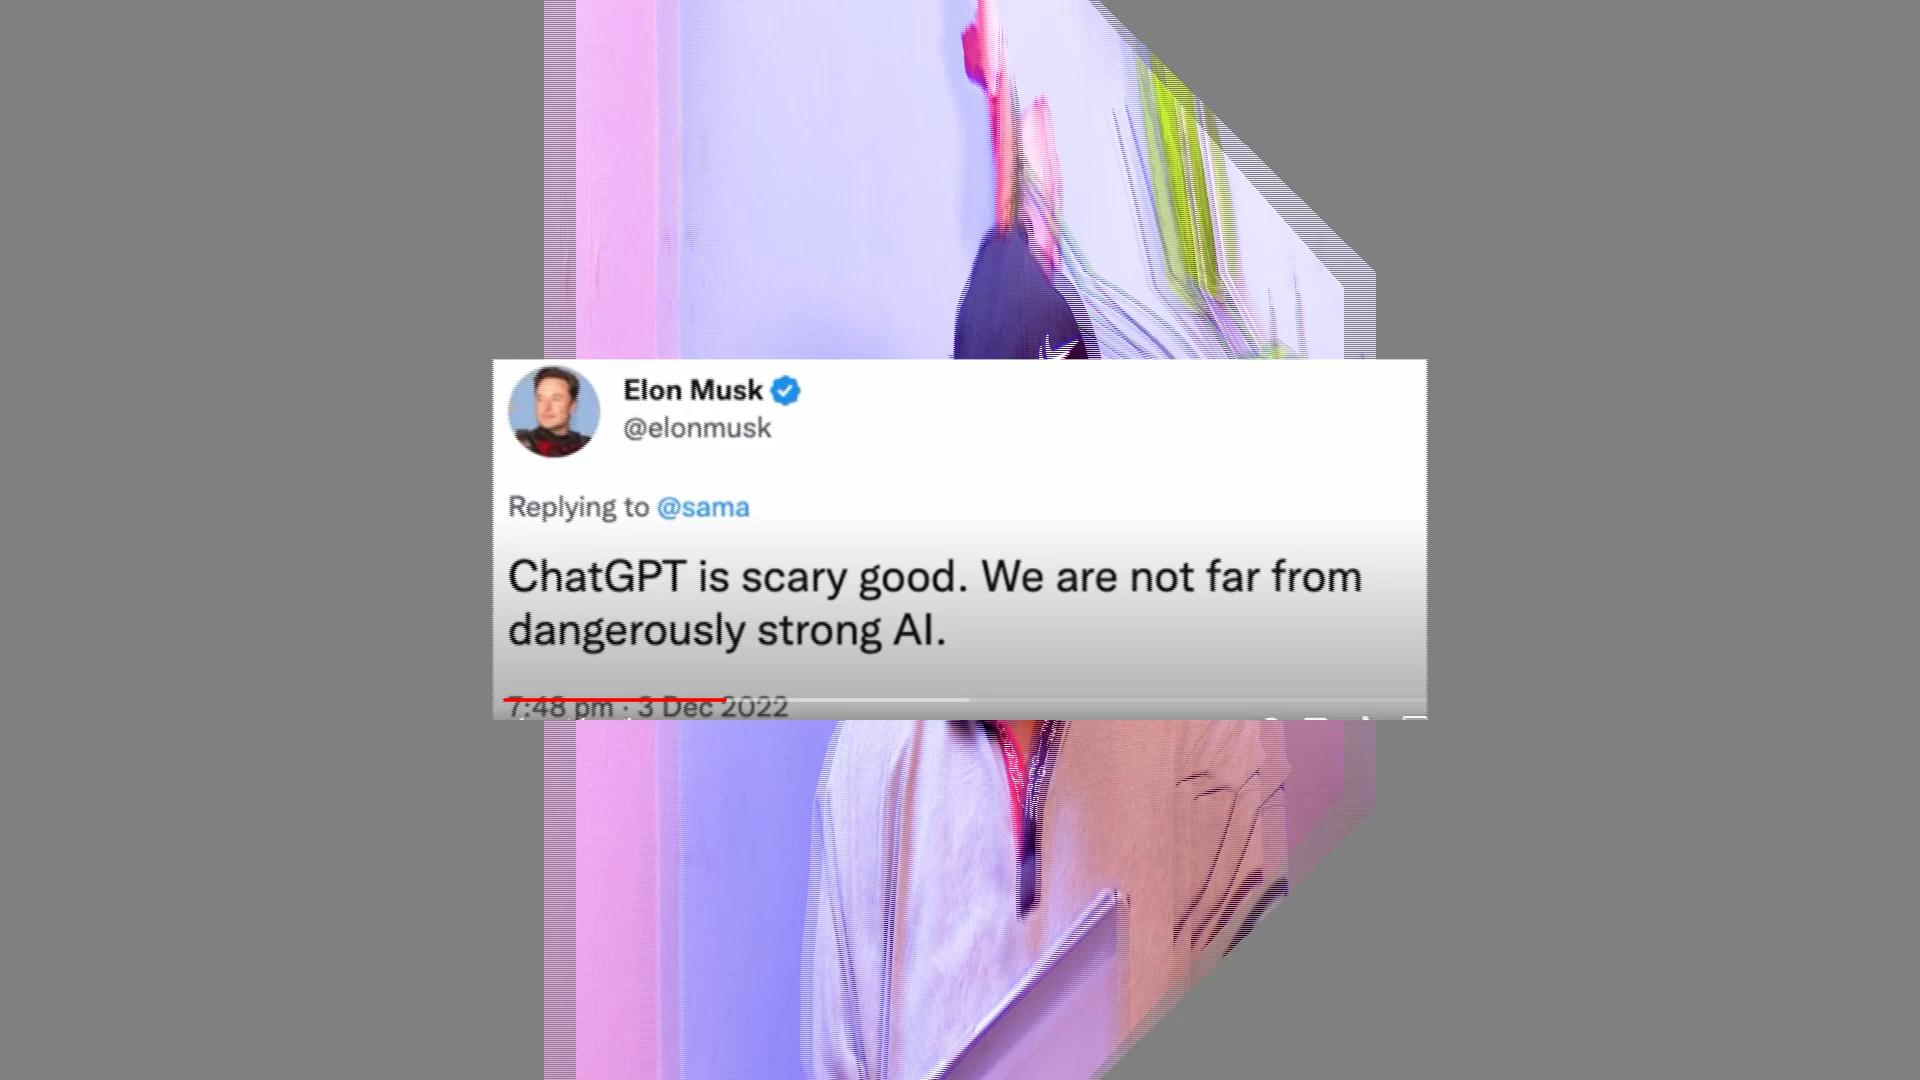 Elon Musk
@elonmusk
Replying to @sama
ChatGPT is scary good. We are not far from
dangerously strong AI.
7:48 pm · 3 Dec 2022